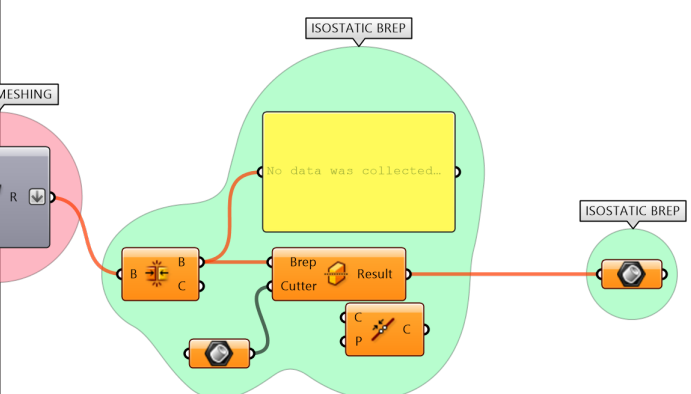 ISOSTATIC BREP
MESHING
R
No data was collected…
ISOSTATIC BREP
B
B
C
Brep
Cutter
Result
C
P
C